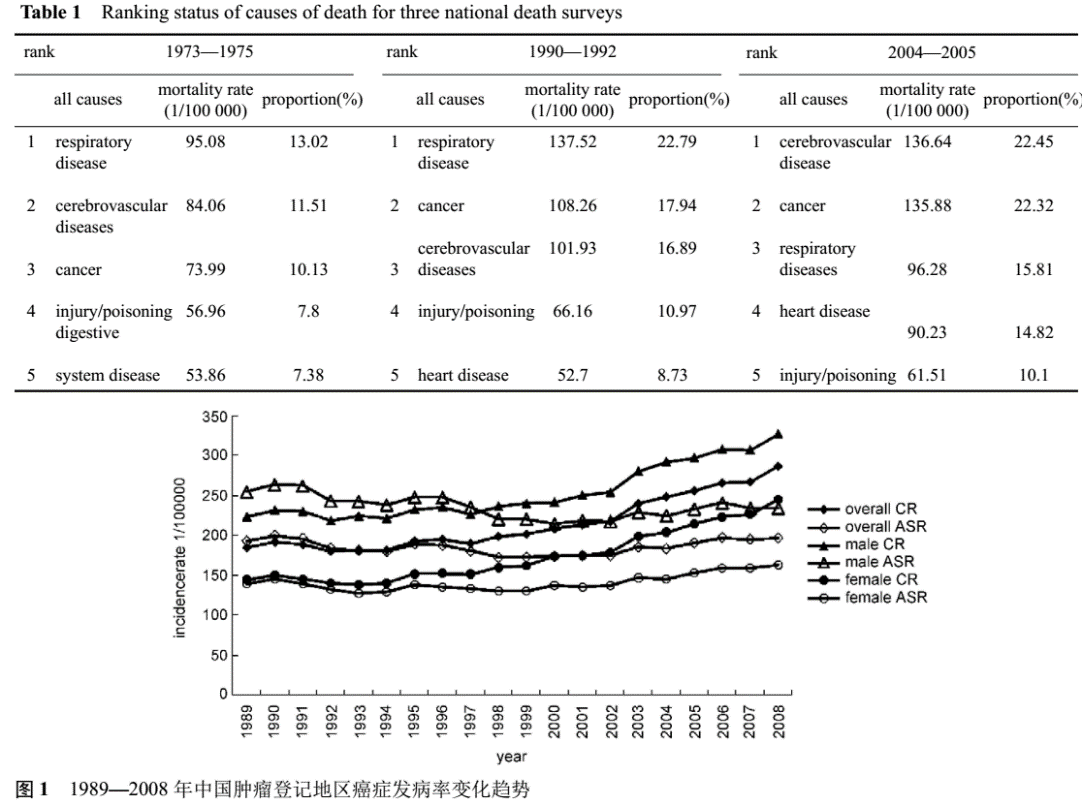 Table 1 Ranking status of causes of death for three national death surveys
rank 1973—1975 rank 1990—1992 rank 2004—2005
all causes mortality rate (1/100 000) proportion(%) all causes mortality rate (1/100 000) proportion(%) all causes mortality rate (1/100 000) proportion(%)
1 respiratory 95.08 13.02 1 respiratory 137.52 22.79 1 cerebrovascular 136.64 22.45
disease disease disease
2 cerebrovascular 84.06 11.51 2 cancer 108.26 17.94 2 cancer 135.88 22.32
diseases
cerebrovascular 101.93 16.89 3 respiratory
3 cancer 73.99 10.13 3 diseases diseases 96.28 15.81
4 injury/poisoning 56.96 7.8 4 injury/poisoning 66.16 10.97 4 heart disease
digestive 90.23 14.82
5 system disease 53.86 7.38 5 heart disease 52.7 8.73 5 injury/poisoning 61.51 10.1
incidencerate 1/100000
350
300
250
200
150
100
50
0
1989 1990 1991 1992 1993 1994 1995 1996 1997 1998 1999 2000 2001 2002 2003 2004 2005 2006 2007 2008
year
overall CR
overall ASR
male CR
male ASR
female CR
female ASR
图 1 1989—2008 年中国肿瘤登记地区癌症发病率变化趋势